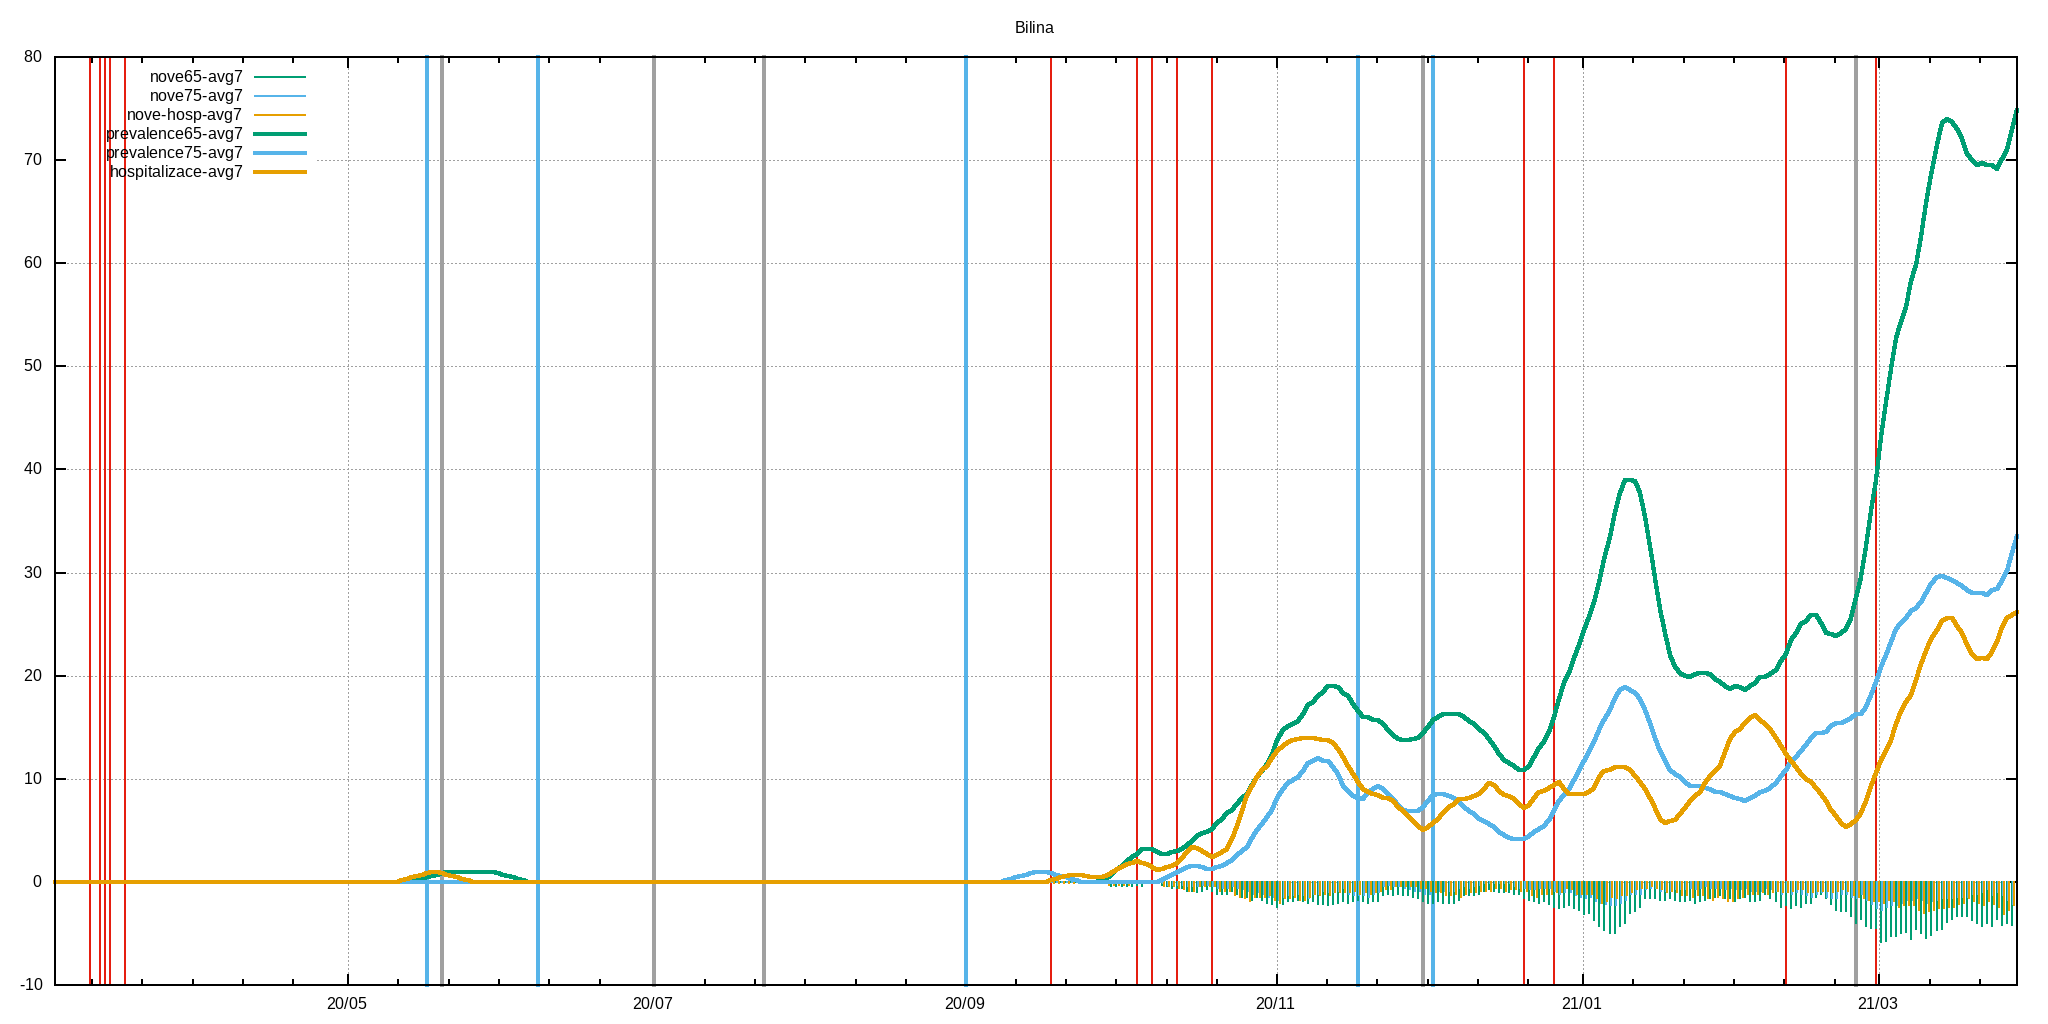 Bilina
80
nove65-avg7
nove75-avg7
nove-hosp-avg7
prevalence65-avg7
prevalence75-avg7
hospitalizace-avg7
70
60
50
40
30
20
10
0
-10
20/05 20/07 20/09 20/11 21/01 21/03